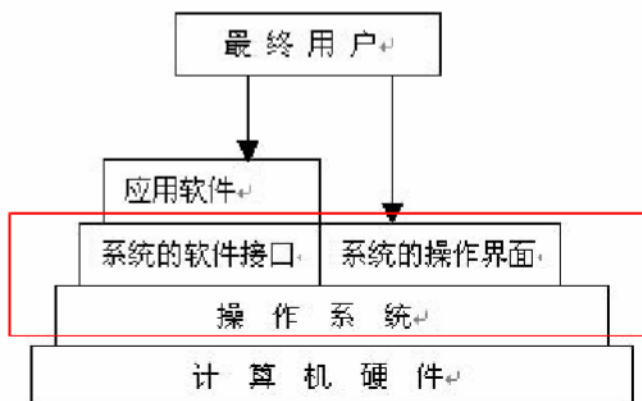 最终用户
应用软件
系统的软件接口 系统的操作界面
操作系统
计算机硬件